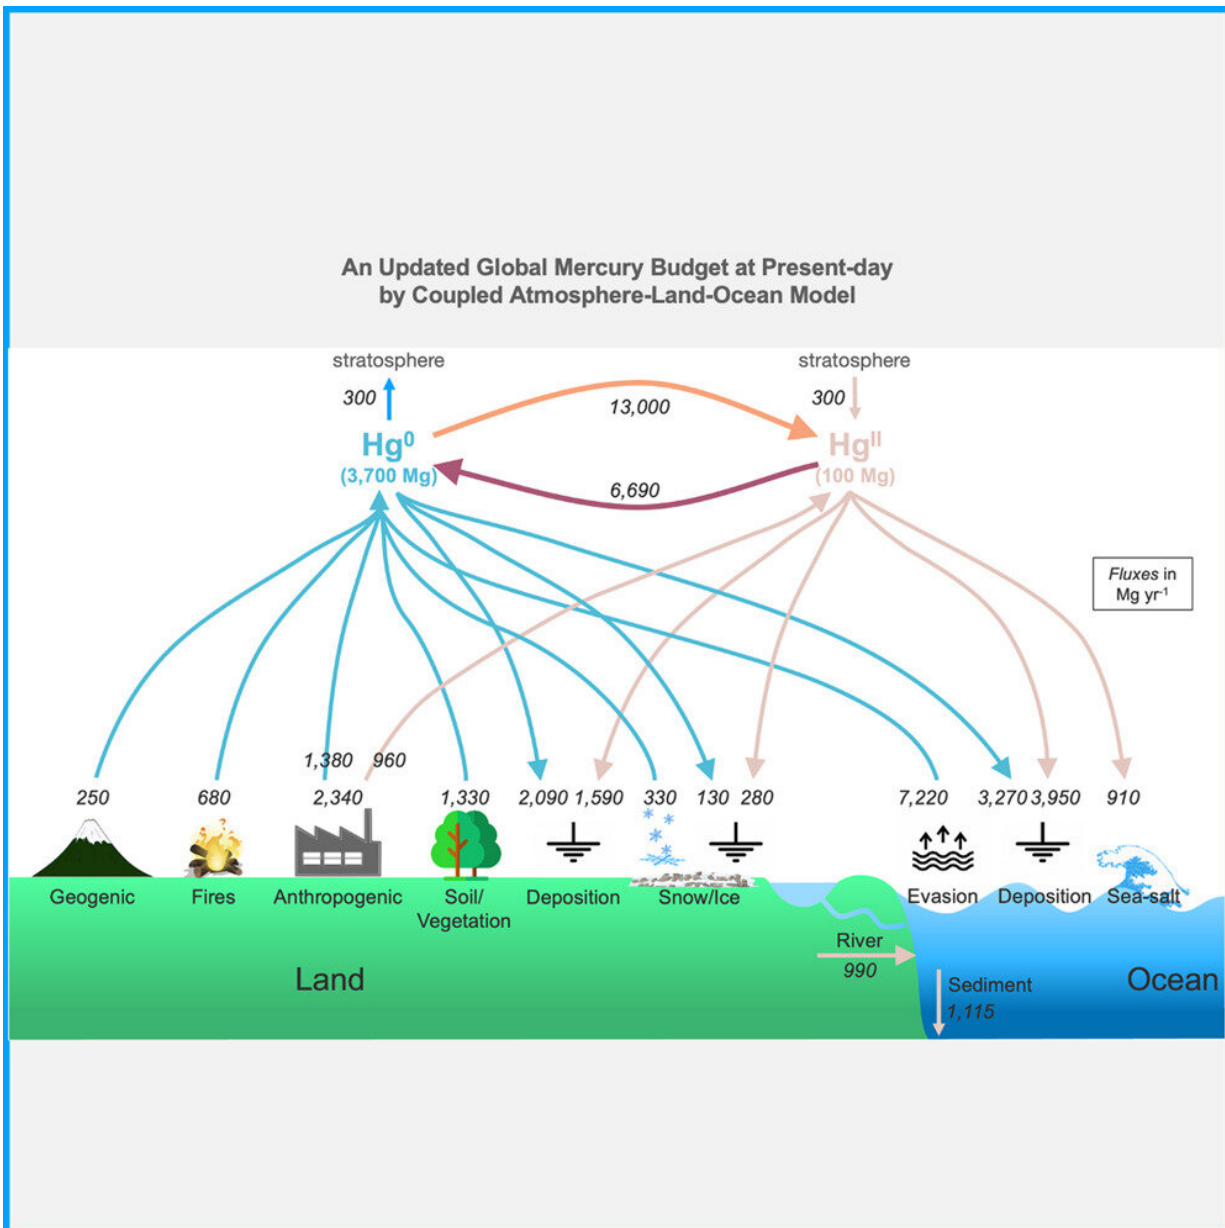 An Updated Global Mercury Budget at Present-day
by Coupled Atmosphere-Land-Ocean Model
stratosphere
stratosphere
300
13,000
300
Hg⁰
Hgᴵᴵ
(3,700 Mg)
(100 Mg)
6,690
Fluxes in
Mg yr⁻¹
1,380 960
250
680
2,340
1,330
2,090
1,590
330
130
280
7,220
3,270
3,950
910
Geogenic
Fires
Anthropogenic
Soil/
Vegetation
Deposition
Snow/Ice
Evasion
Deposition
Sea-salt
River
990
Land
Sediment
1,115
Ocean